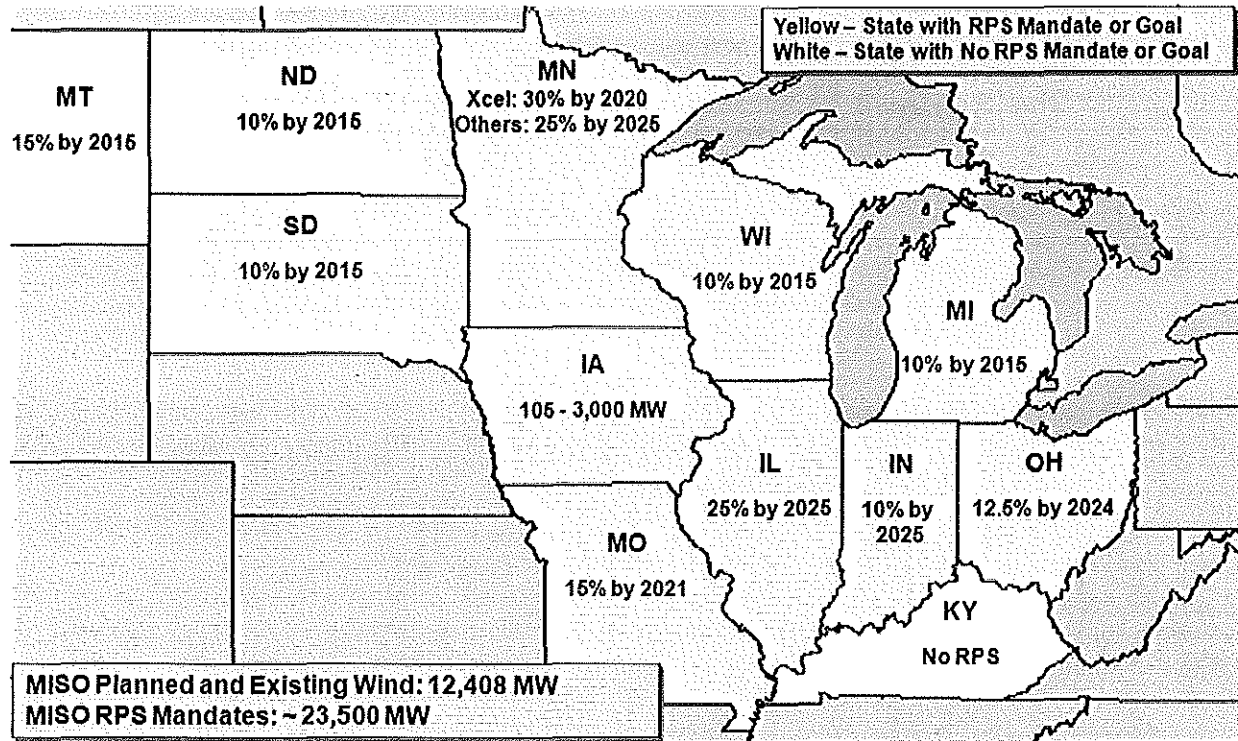 Yellow – State with RPS Mandate or Goal
White – State with No RPS Mandate or Goal
MT
15% by 2015
ND
10% by 2015
MN
Xcel: 30% by 2020
Others: 25% by 2025
SD
10% by 2015
WI
10% by 2015
MI
10% by 2015
IA
105 - 3,000 MW
IL
25% by 2025
IN
10% by
2025
OH
12.5% by 2024
MO
15% by 2021
KY
No RPS
MISO Planned and Existing Wind: 12,408 MW
MISO RPS Mandates: ~ 23,500 MW